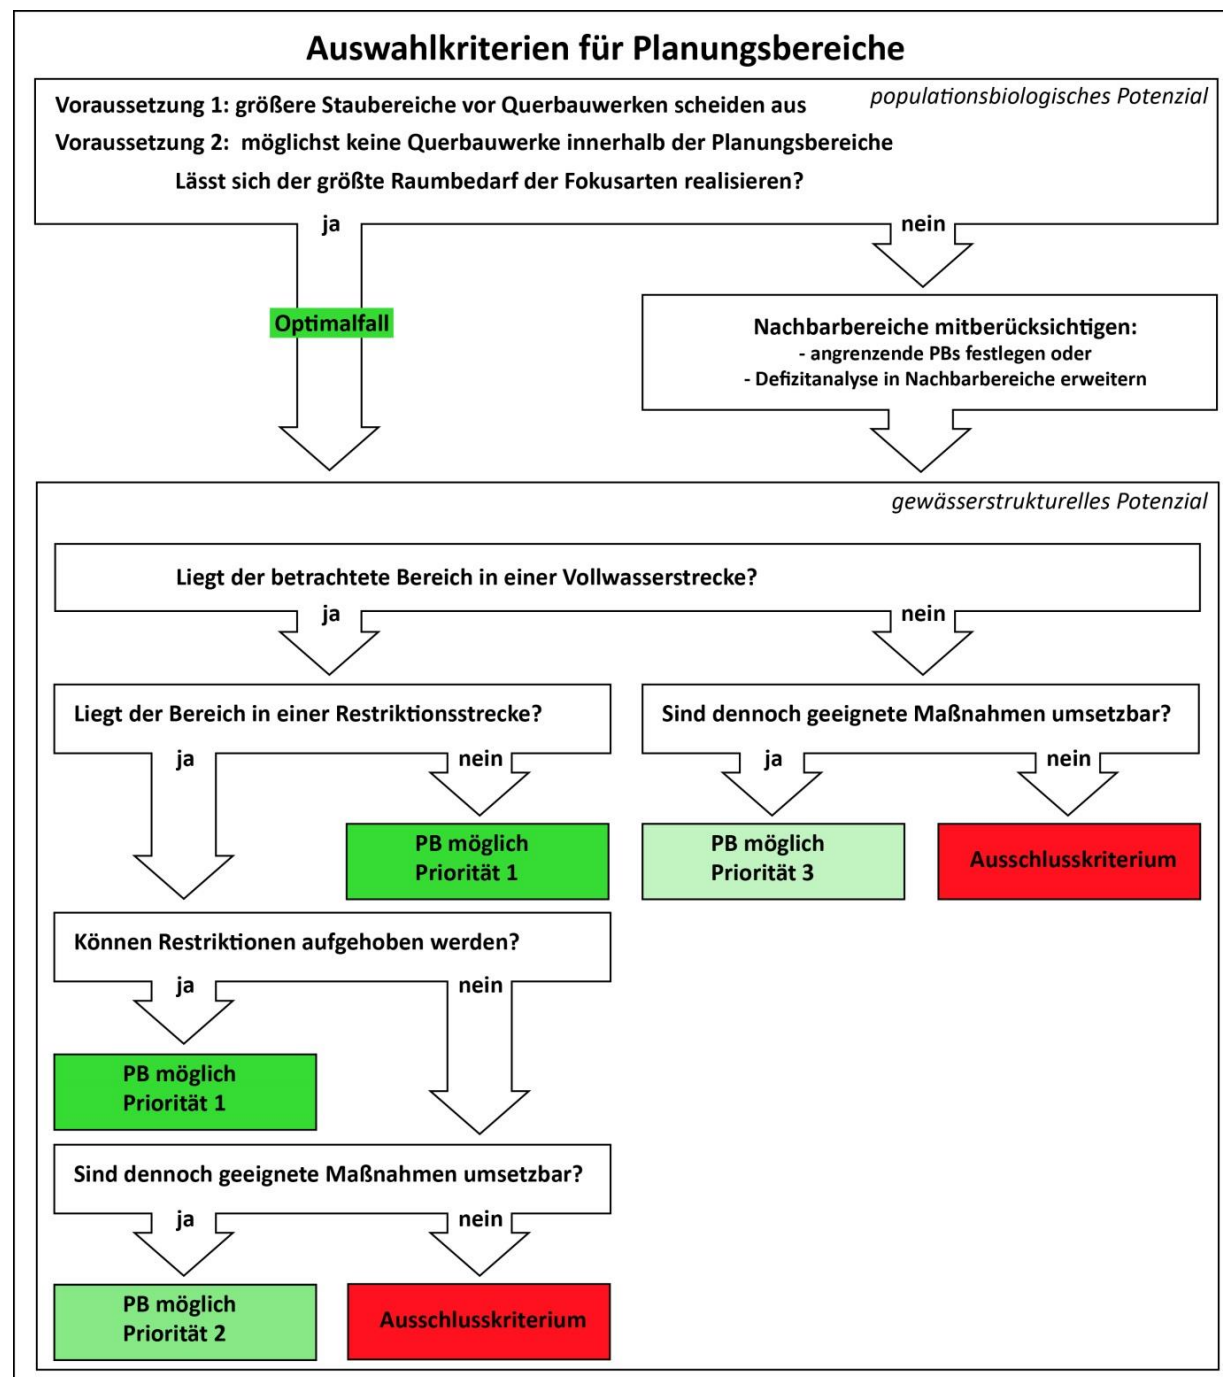 Auswahlkriterien für Planungsbereiche
populationsbiologisches Potenzial
Voraussetzung 1: größere Staubereiche vor Querbauwerken scheiden aus
Voraussetzung 2: möglichst keine Querbauwerke innerhalb der Planungsbereiche
Lässt sich der größte Raumbedarf der Fokusarten realisieren?
ja
nein
Optimalfall
Nachbarbereiche mitberücksichtigen:
- angrenzende PBs festlegen oder
- Defizitanalyse in Nachbarbereiche erweitern
gewässerstrukturelles Potenzial
Liegt der betrachtete Bereich in einer Vollwasserstrecke?
ja
nein
Liegt der Bereich in einer Restriktionsstrecke?
Sind dennoch geeignete Maßnahmen umsetzbar?
ja
nein
ja
nein
PB möglich
Priorität 1
PB möglich
Priorität 3
Ausschlusskriterium
Können Restriktionen aufgehoben werden?
ja
nein
PB möglich
Priorität 1
Sind dennoch geeignete Maßnahmen umsetzbar?
ja
nein
PB möglich
Priorität 2
Ausschlusskriterium